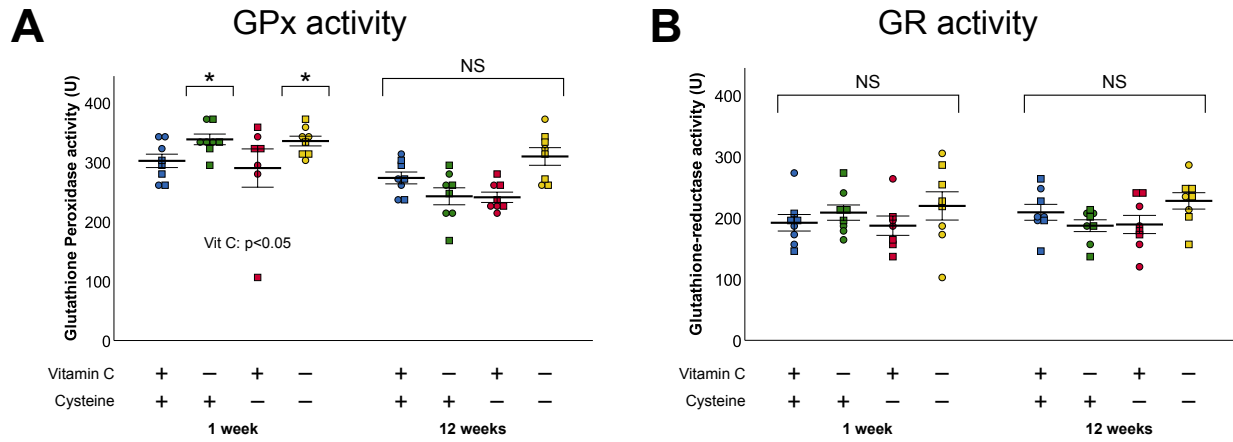 A GPx activity
Glutathione Peroxidase activity (U)
400
300
200
100
0
* *
NS
Vit C: p<0.05
Vitamin C + − + − + − + −
Cysteine + + − − + + − −
1 week 12 weeks
B GR activity
Glutathione-reductase activity (U)
400
300
200
100
0
NS NS
+ − + − + − + −
Vitamin C
+ + − − + + − −
Cysteine
1 week 12 weeks